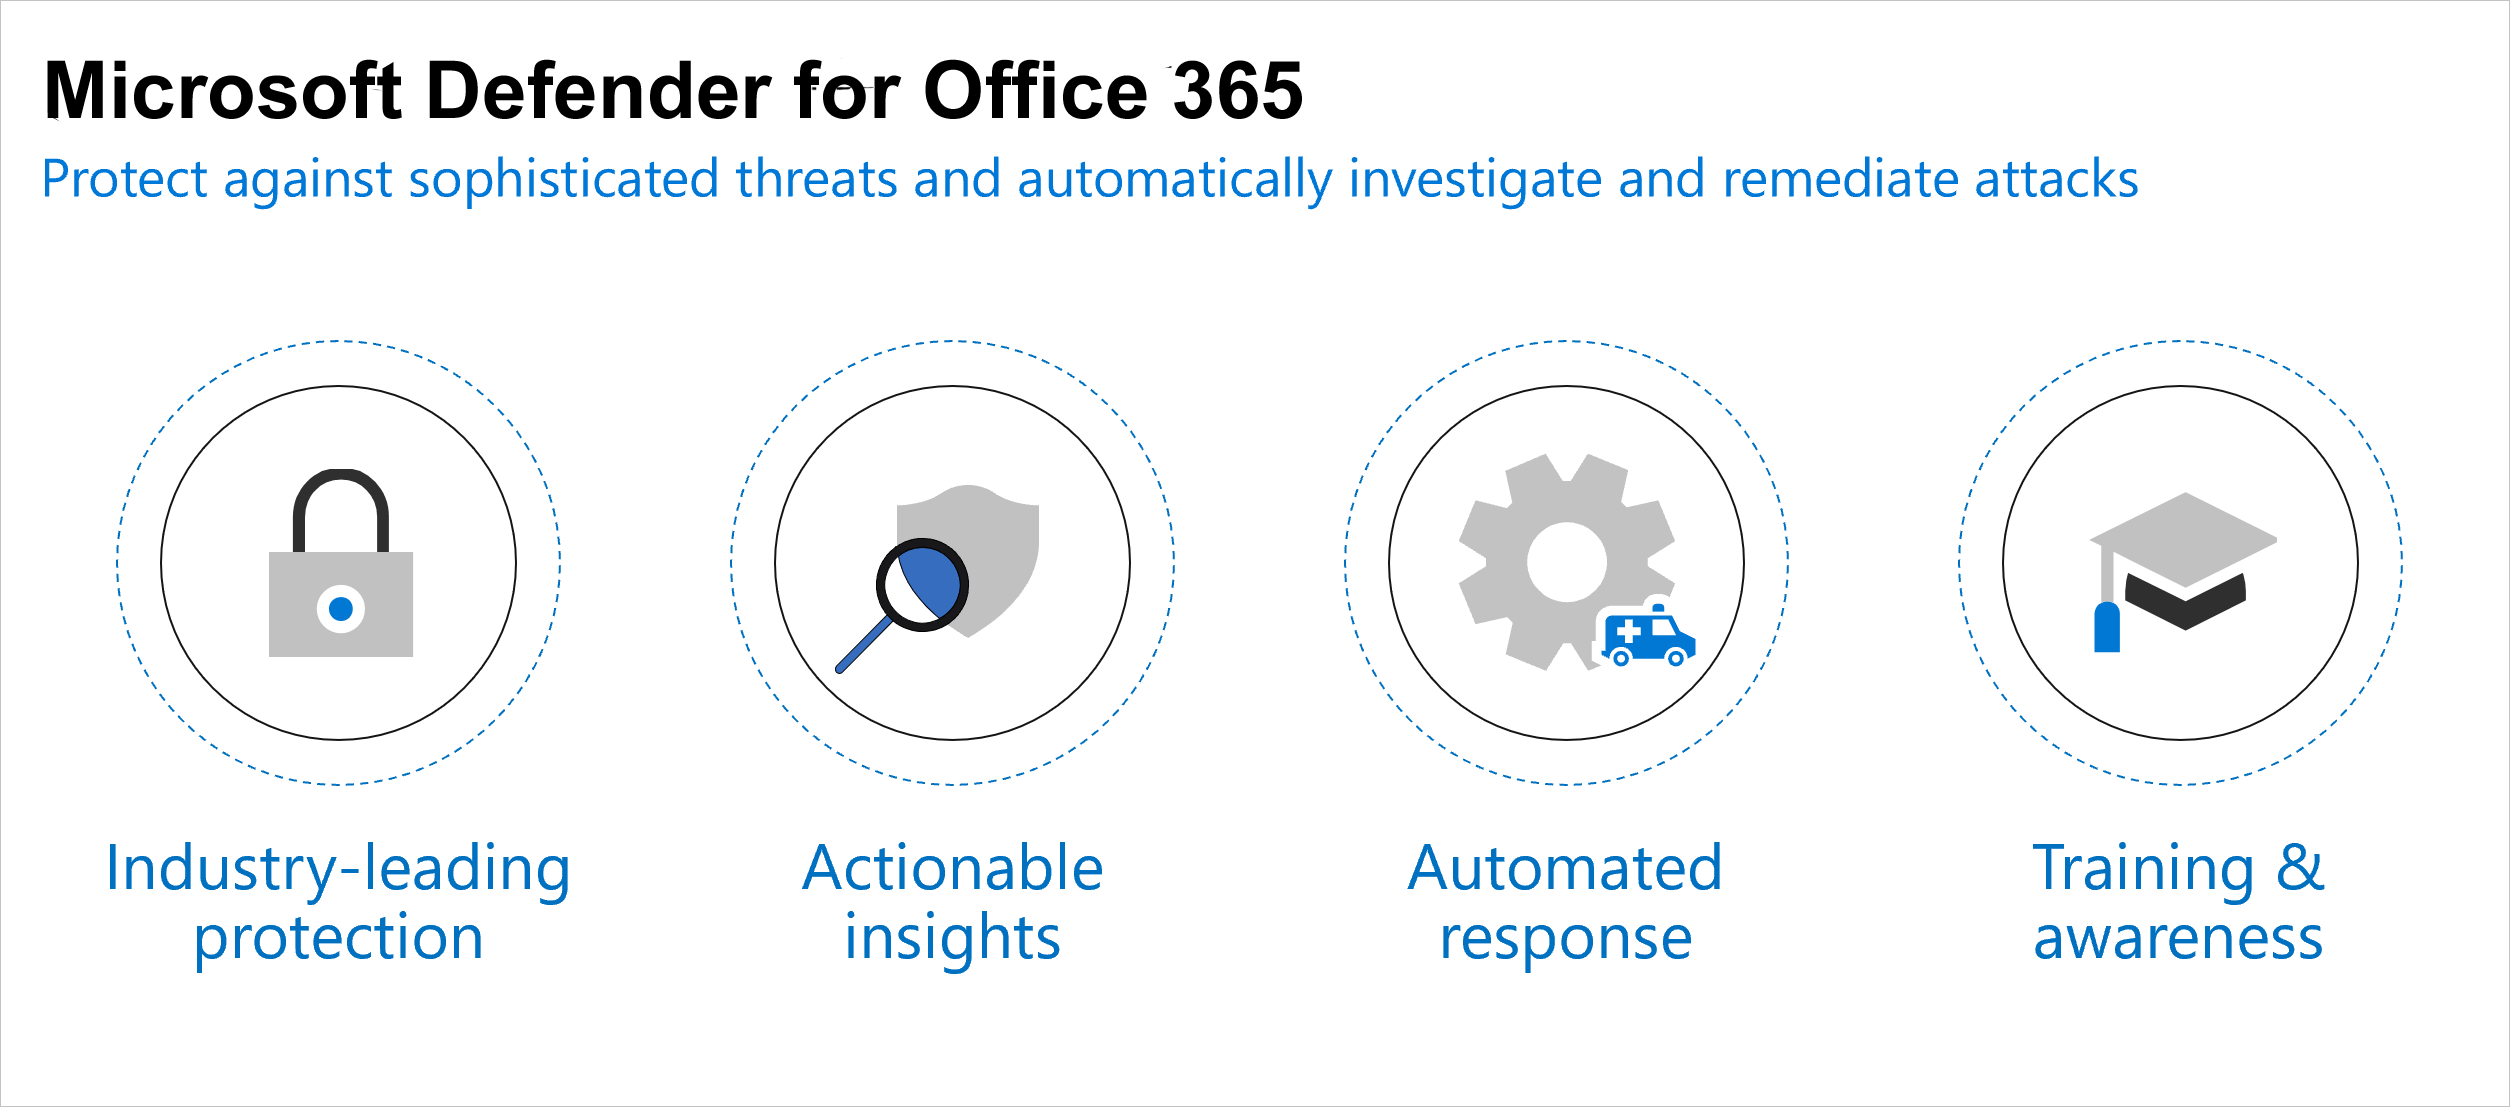 Microsoft Defender for Office 365
Protect against sophisticated threats and automatically investigate and remediate attacks
Industry-leading
protection
Actionable
insights
Automated
response
Training &
awareness